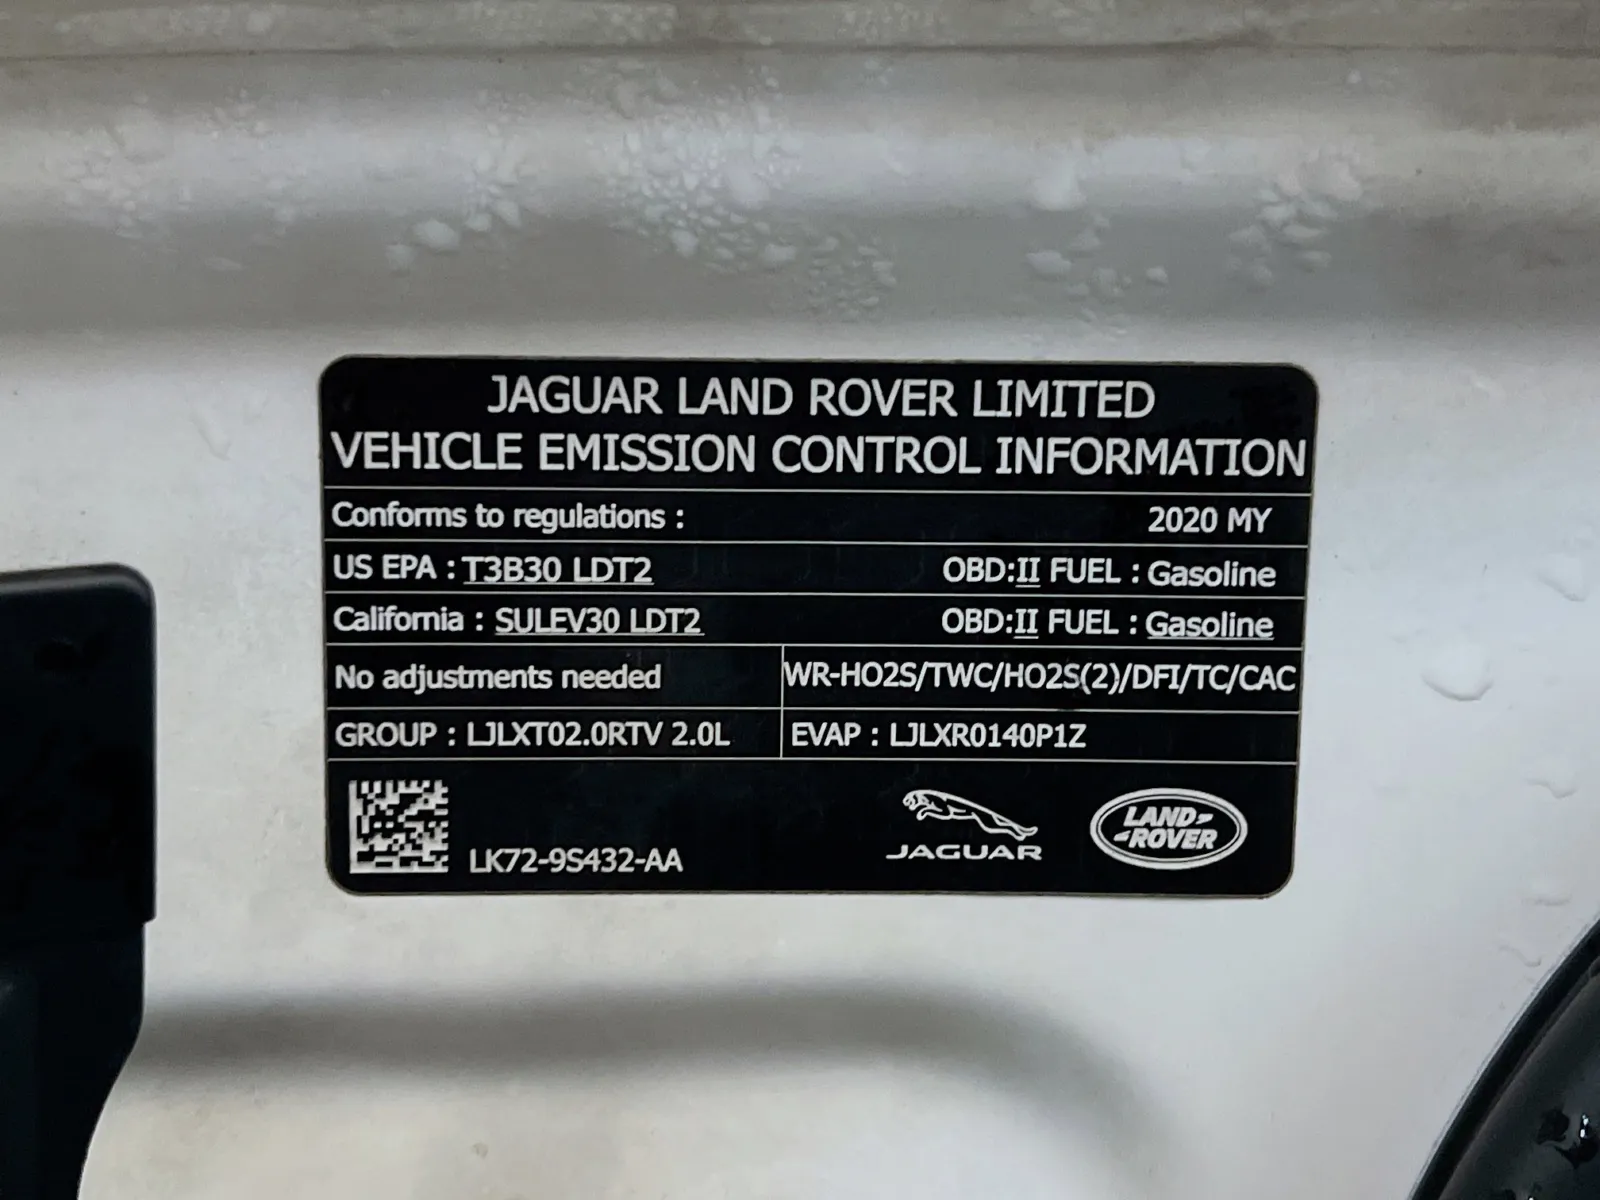 JAGUAR LAND ROVER LIMITED
VEHICLE EMISSION CONTROL INFORMATION
Conforms to regulations : 2020 MY
US EPA : T3B30 LDT2 OBD:II FUEL : Gasoline
California : SULEV30 LDT2 OBD:II FUEL : Gasoline
No adjustments needed WR-HO2S/TWC/HO2S(2)/DFI/TC/CAC
GROUP : LJLXT02.0RTV 2.0L EVAP : LJLXR0140P1Z
LK72-9S432-AA
JAGUAR
LAND
ROVER